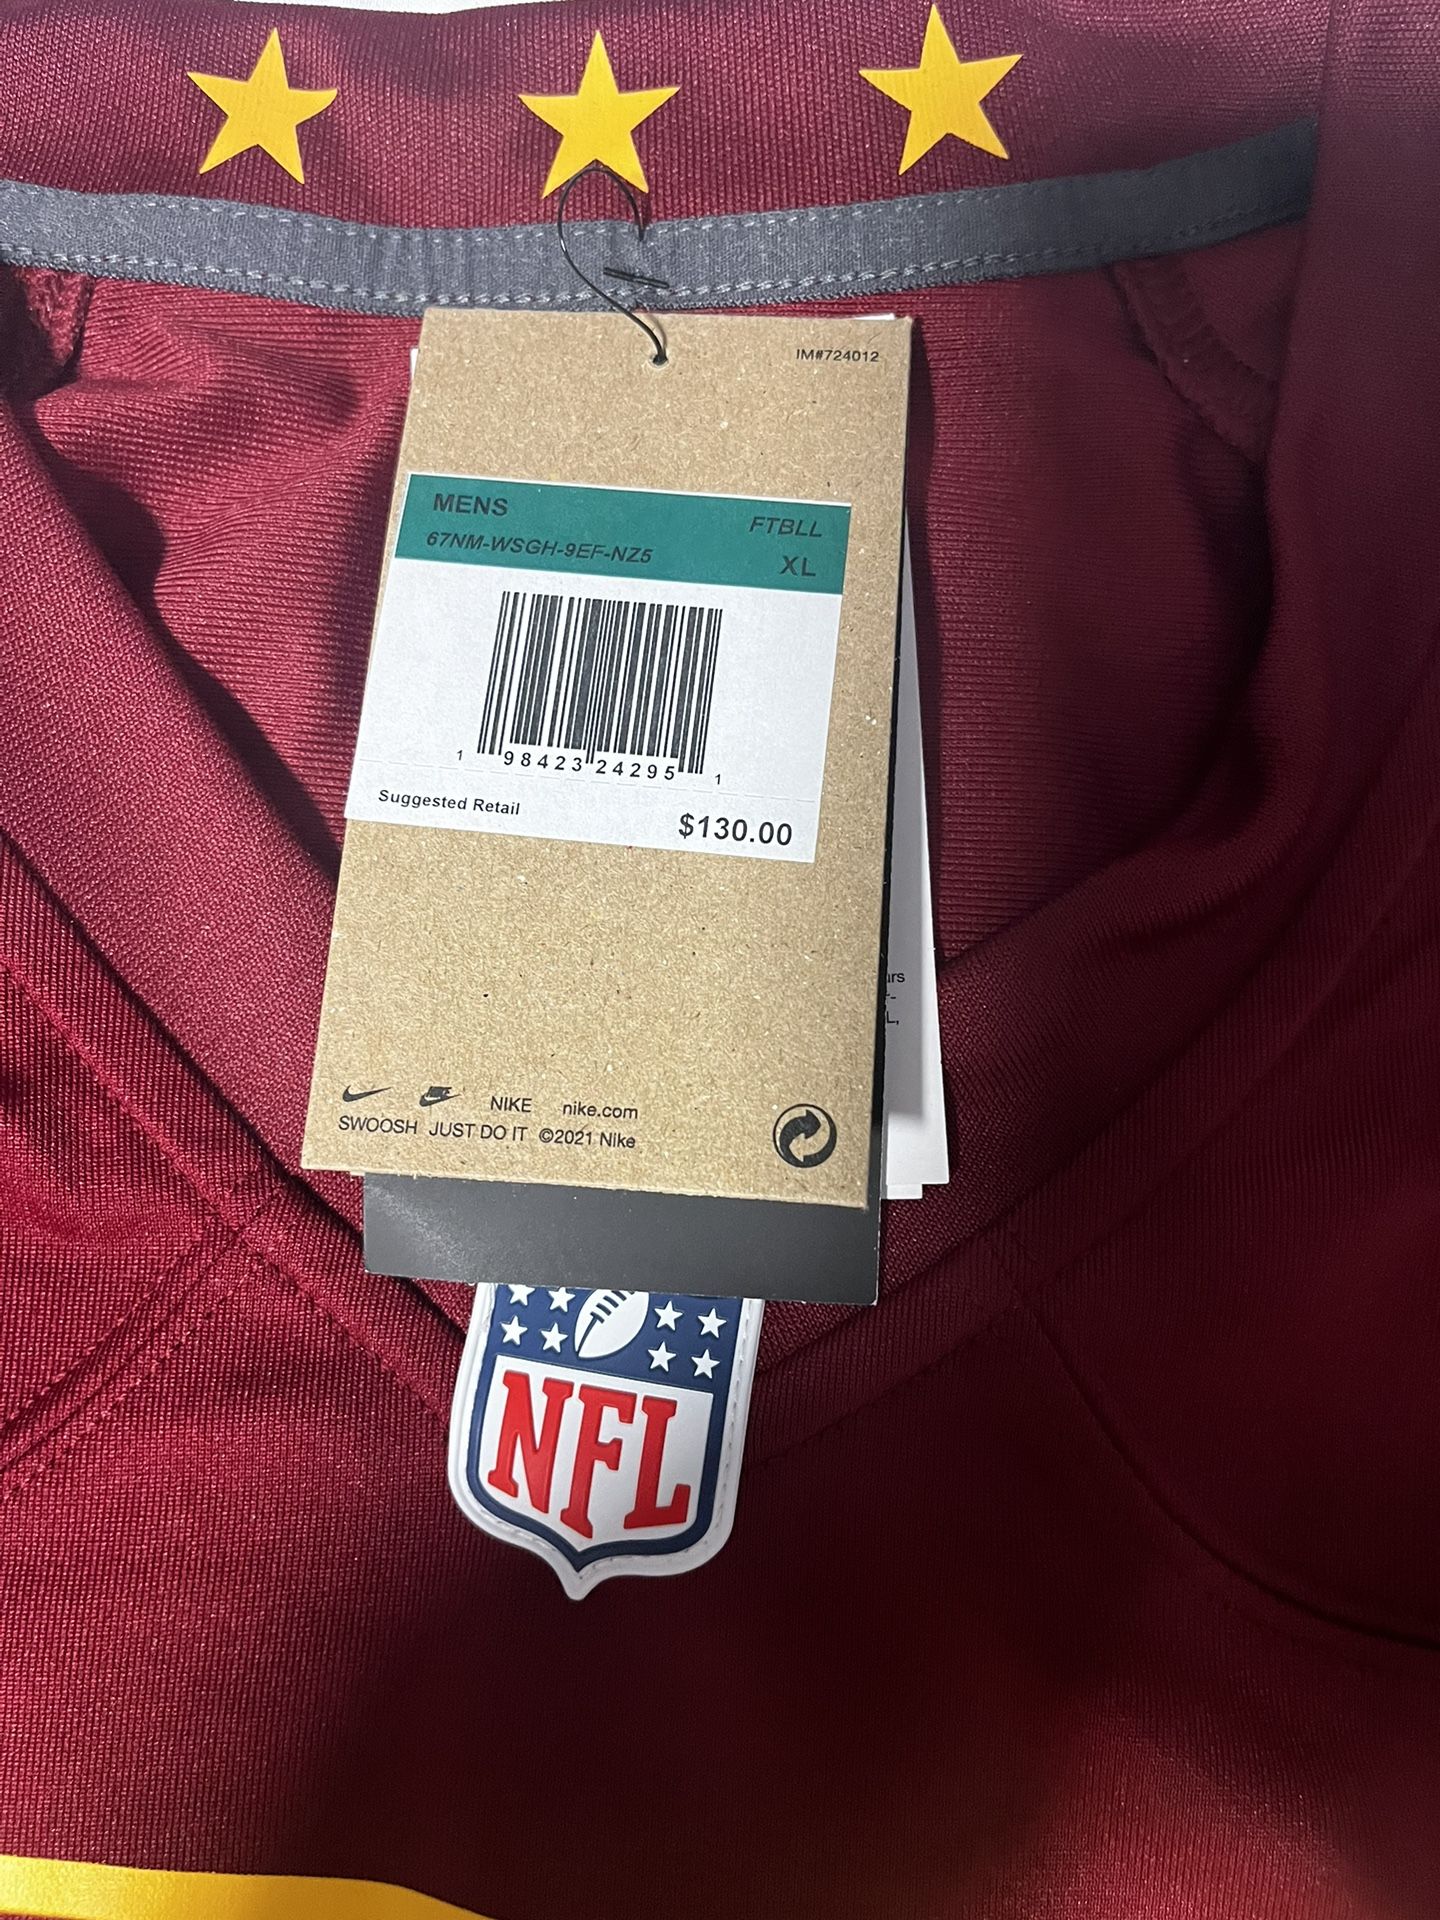 IM#724012
MENS
FTBLL
67NM-WSGH-9EF-NZ5
XL
1 98423 24295 1
Suggested Retail
$130.00
NIKE nike.com
SWOOSH JUST DO IT ©2021 Nike
NFL